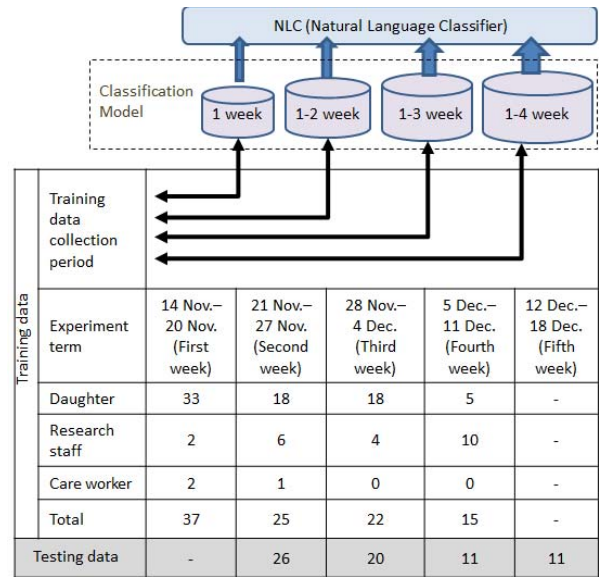 NLC (Natural Language Classifier)
Classification
Model
1 week
1-2 week
1-3 week
1-4 week
Training data
Training
data
collection
period
Experiment
term
14 Nov.–
20 Nov.
(First
week)
21 Nov.–
27 Nov.
(Second
week)
28 Nov.–
4 Dec.
(Third
week)
5 Dec.–
11 Dec.
(Fourth
week)
12 Dec.–
18 Dec.
(Fifth
week)
Daughter 33 18 18 5 -
Research
staff
2 6 4 10 -
Care worker 2 1 0 0 -
Total 37 25 22 15 -
Testing data - 26 20 11 11